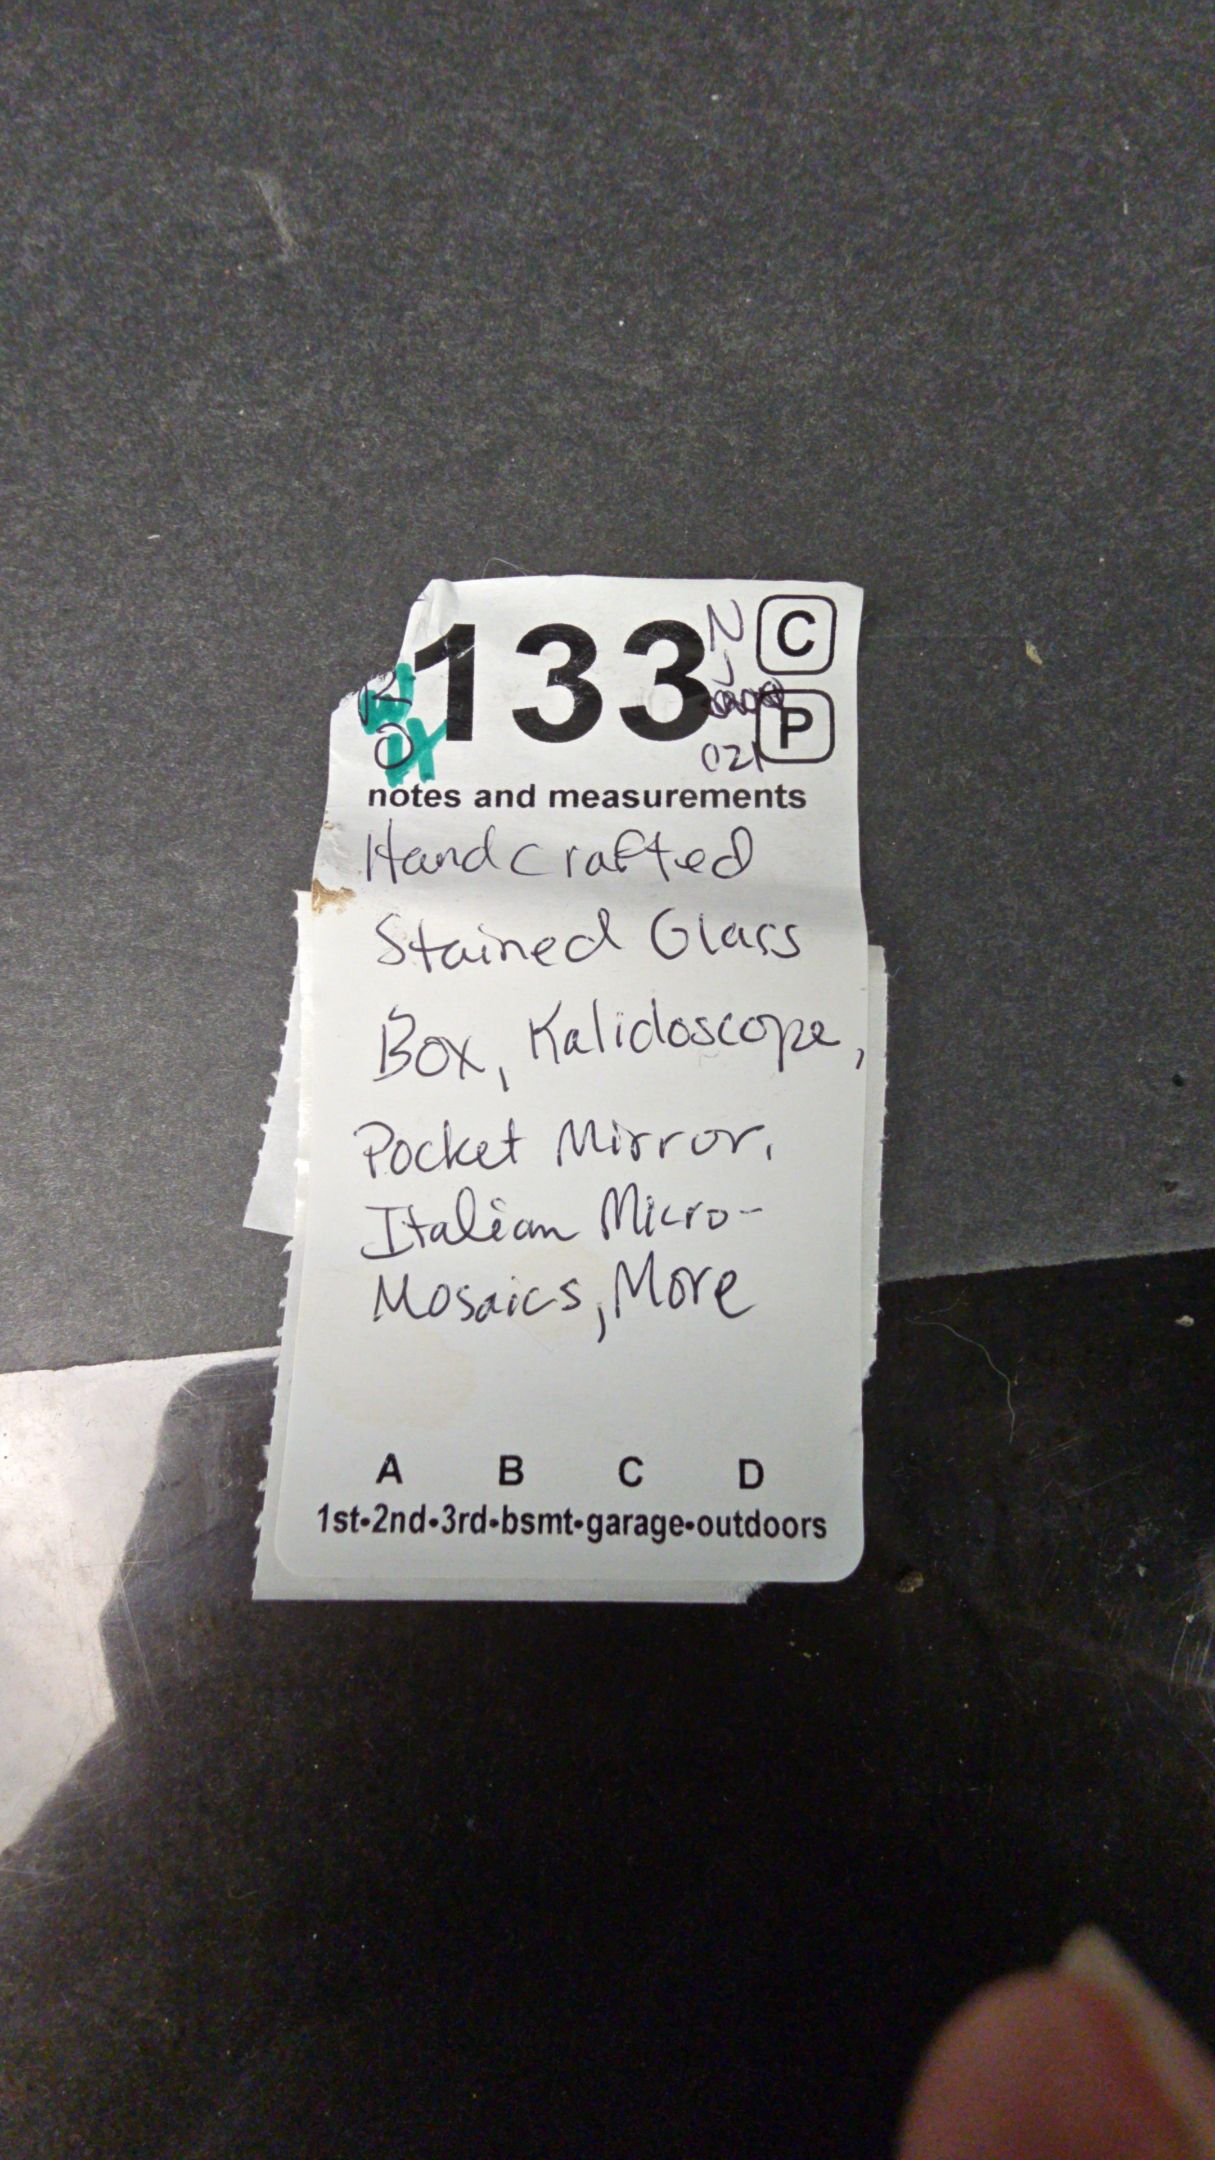 133
N
J
C
P
R
021
notes and measurements
Handcrafted
Stained Glass
Box, Kalidoscope,
Pocket Mirror,
Italian Micro-
Mosaics, More
A B C D
1st•2nd•3rd•bsmt•garage•outdoors